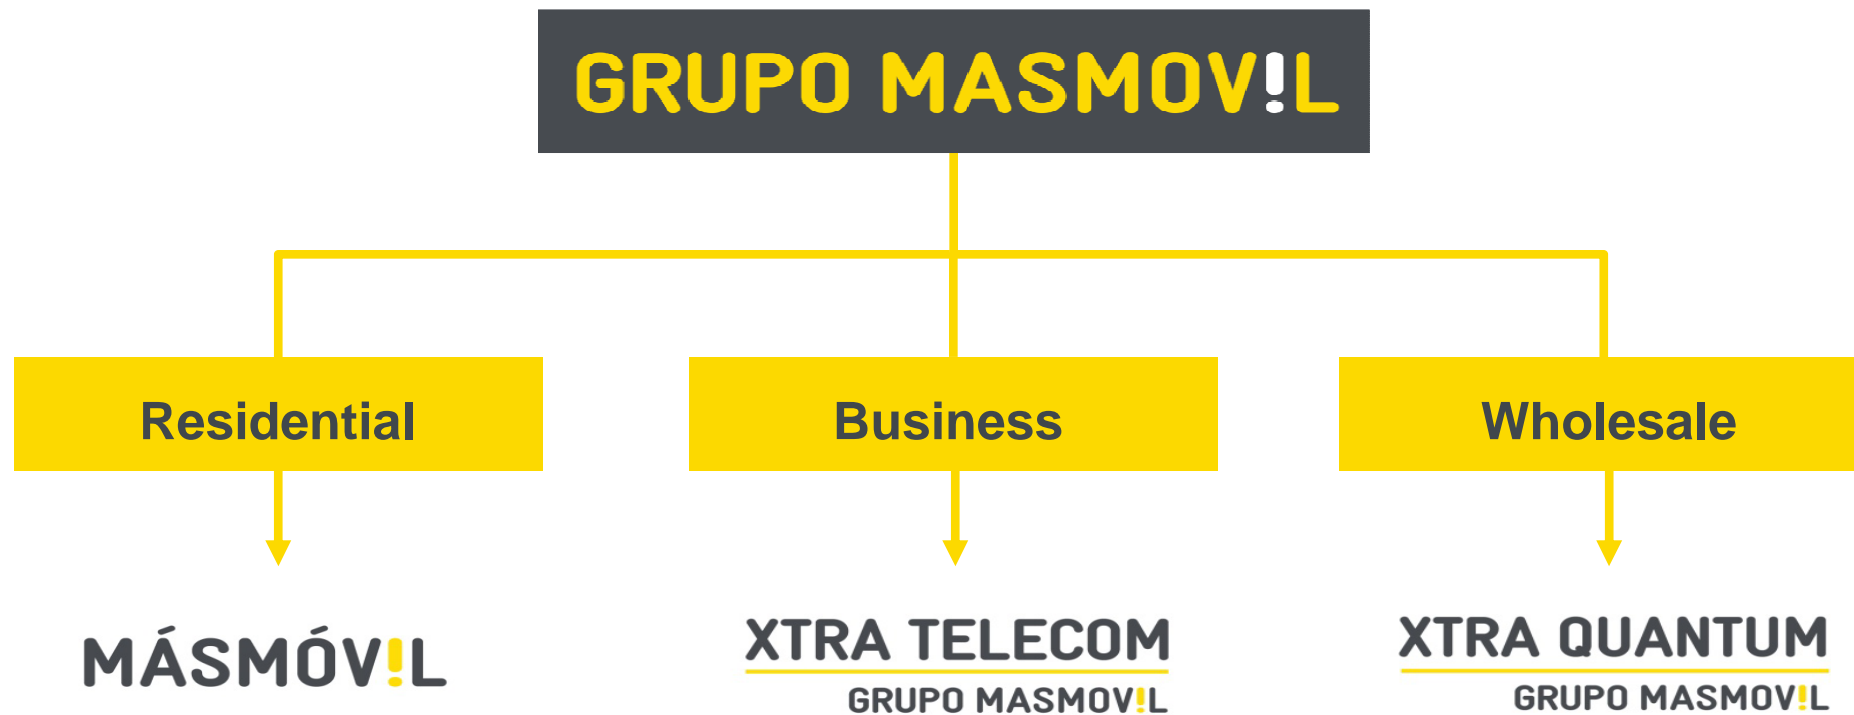 GRUPO MASMOV!L
Residential
Business
Wholesale
MÁSMÓV!L
XTRA TELECOM
GRUPO MASMOV!L
XTRA QUANTUM
GRUPO MASMOV!L